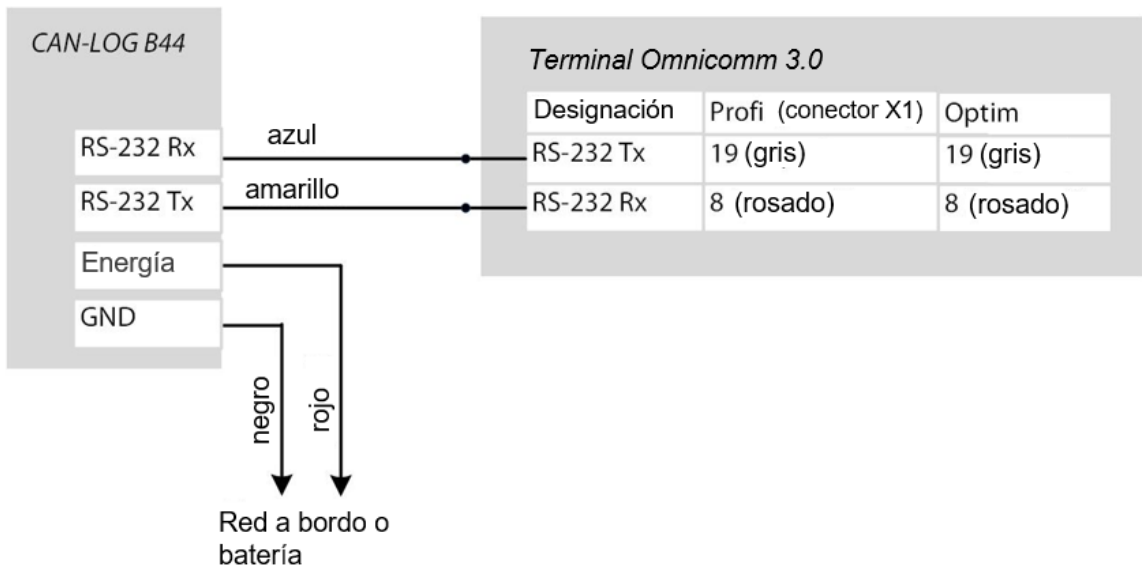 CAN-LOG B44
RS-232 Rx
RS-232 Tx
Energía
GND
azul
amarillo
negro
rojo
Red a bordo o
batería
Terminal Omnicomm 3.0
Designación Profi (conector X1) Optim
RS-232 Tx 19 (gris) 19 (gris)
RS-232 Rx 8 (rosado) 8 (rosado)